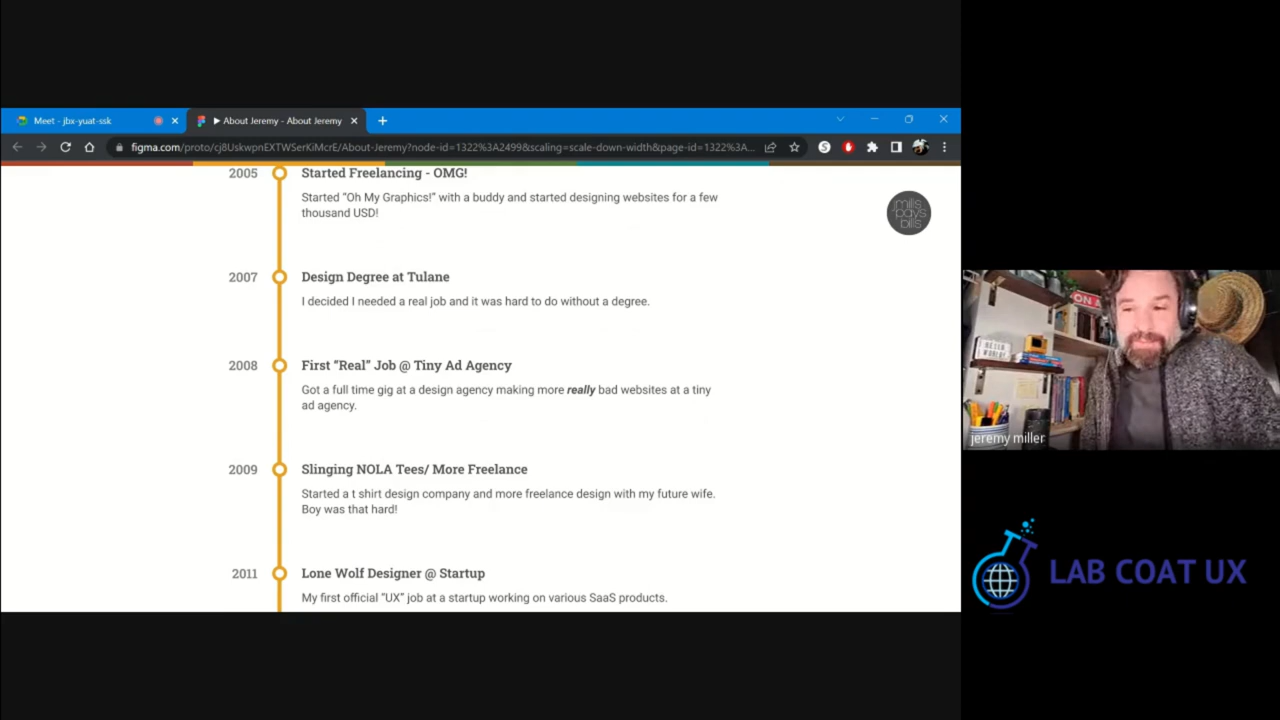 Meet - jbx-yuat-ssk
About Jeremy - About Jeremy
figma.com/proto/cj8UskwpnEXTWSerKiMcrE/About-Jeremy?node-id=1322%3A2499&scaling=scale-down-width&page-id=1322%3A...
2005
Started Freelancing - OMG!
Started “Oh My Graphics!” with a buddy and started designing websites for a few
thousand USD!
mills
pays
bills
2007
Design Degree at Tulane
I decided I needed a real job and it was hard to do without a degree.
2008
First “Real” Job @ Tiny Ad Agency
Got a full time gig at a design agency making more really bad websites at a tiny
ad agency.
2009
Slinging NOLA Tees/ More Freelance
Started a t shirt design company and more freelance design with my future wife.
Boy was that hard!
2011
Lone Wolf Designer @ Startup
My first official “UX” job at a startup working on various SaaS products.
ON A
jeremy miller
LAB COAT UX